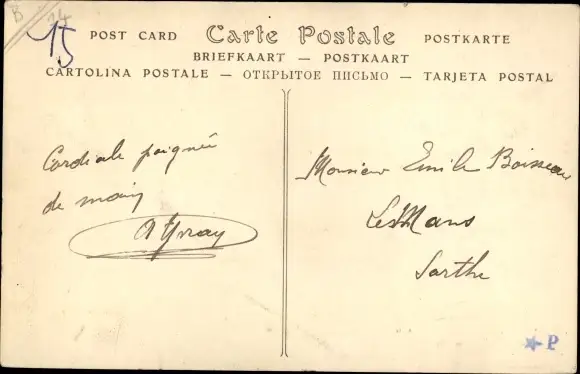 B 14
15
POST CARD Carte Postale POSTKARTE
BRIEFKAART — POSTKAART
CARTOLINA POSTALE — ОТКРЫТОЕ ПИСЬМО — TARJETA POSTAL
Cordiale poignée
de main
Monsieur Emile Boisseau
Le Mans
Sarthe
★ P